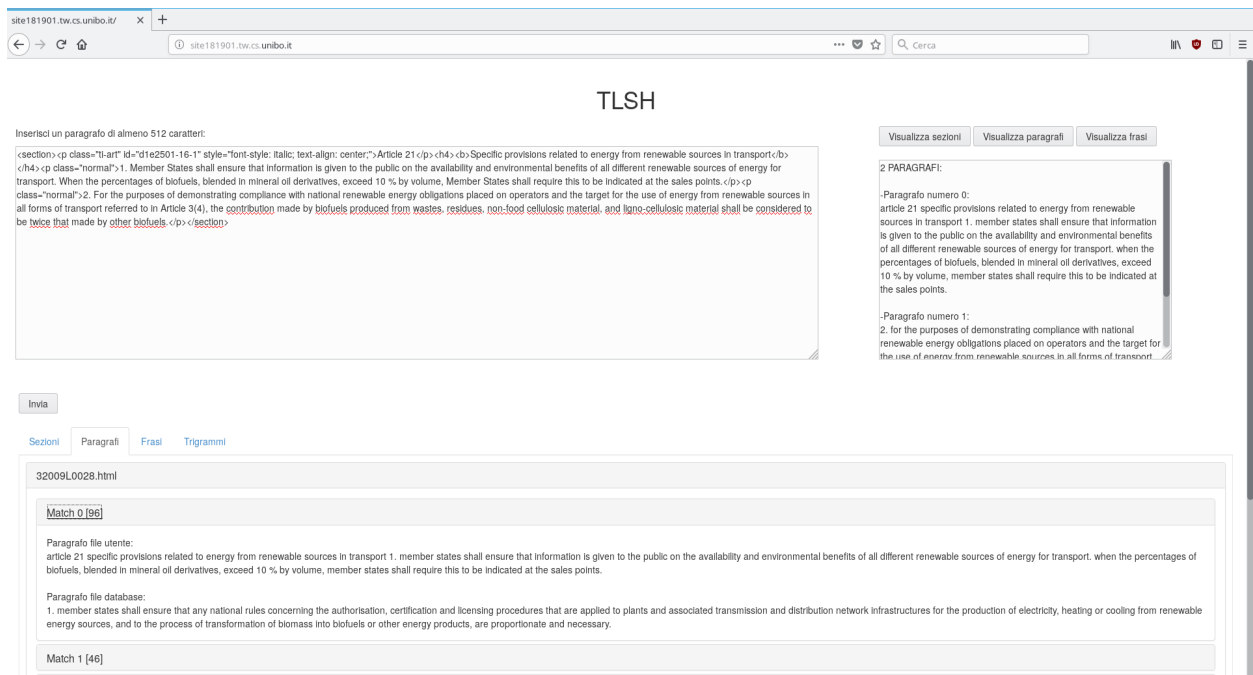 site181901.tw.cs.unibo.it/
site181901.tw.cs.unibo.it
Cerca
TLSH
Inserisci un paragrafo di almeno 512 caratteri:
<section><p class="ti-art" id="d1e2501-16-1" style="font-style: italic; text-align: center;">Article 21</p><h4><b>Specific provisions related to energy from renewable sources in transport</b>
</h4><p class="normal">1. Member States shall ensure that information is given to the public on the availability and environmental benefits of all different renewable sources of energy for
transport. When the percentages of biofuels, blended in mineral oil derivatives, exceed 10 % by volume, Member States shall require this to be indicated at the sales points.</p><p
class="normal">2. For the purposes of demonstrating compliance with national renewable energy obligations placed on operators and the target for the use of energy from renewable sources in
all forms of transport referred to in Article 3(4), the contribution made by biofuels produced from wastes, residues, non-food cellulosic material, and ligno-cellulosic material shall be considered to
be twice that made by other biofuels.</p></section>
Visualizza sezioni Visualizza paragrafi Visualizza frasi
2 PARAGRAFI:
-Paragrafo numero 0:
article 21 specific provisions related to energy from renewable
sources in transport 1. member states shall ensure that information
is given to the public on the availability and environmental benefits
of all different renewable sources of energy for transport. when the
percentages of biofuels, blended in mineral oil derivatives, exceed
10 % by volume, member states shall require this to be indicated at
the sales points.
-Paragrafo numero 1:
2. for the purposes of demonstrating compliance with national
renewable energy obligations placed on operators and the target for
the use of energy from renewable sources in all forms of transport
Invia
Sezioni Paragrafi Frasi Trigrammi
32009L0028.html
Match 0 [96]
Paragrafo file utente:
article 21 specific provisions related to energy from renewable sources in transport 1. member states shall ensure that information is given to the public on the availability and environmental benefits of all different renewable sources of energy for transport. when the percentages of
biofuels, blended in mineral oil derivatives, exceed 10 % by volume, member states shall require this to be indicated at the sales points.
Paragrafo file database:
1. member states shall ensure that any national rules concerning the authorisation, certification and licensing procedures that are applied to plants and associated transmission and distribution network infrastructures for the production of electricity, heating or cooling from renewable
energy sources, and to the process of transformation of biomass into biofuels or other energy products, are proportionate and necessary.
Match 1 [46]